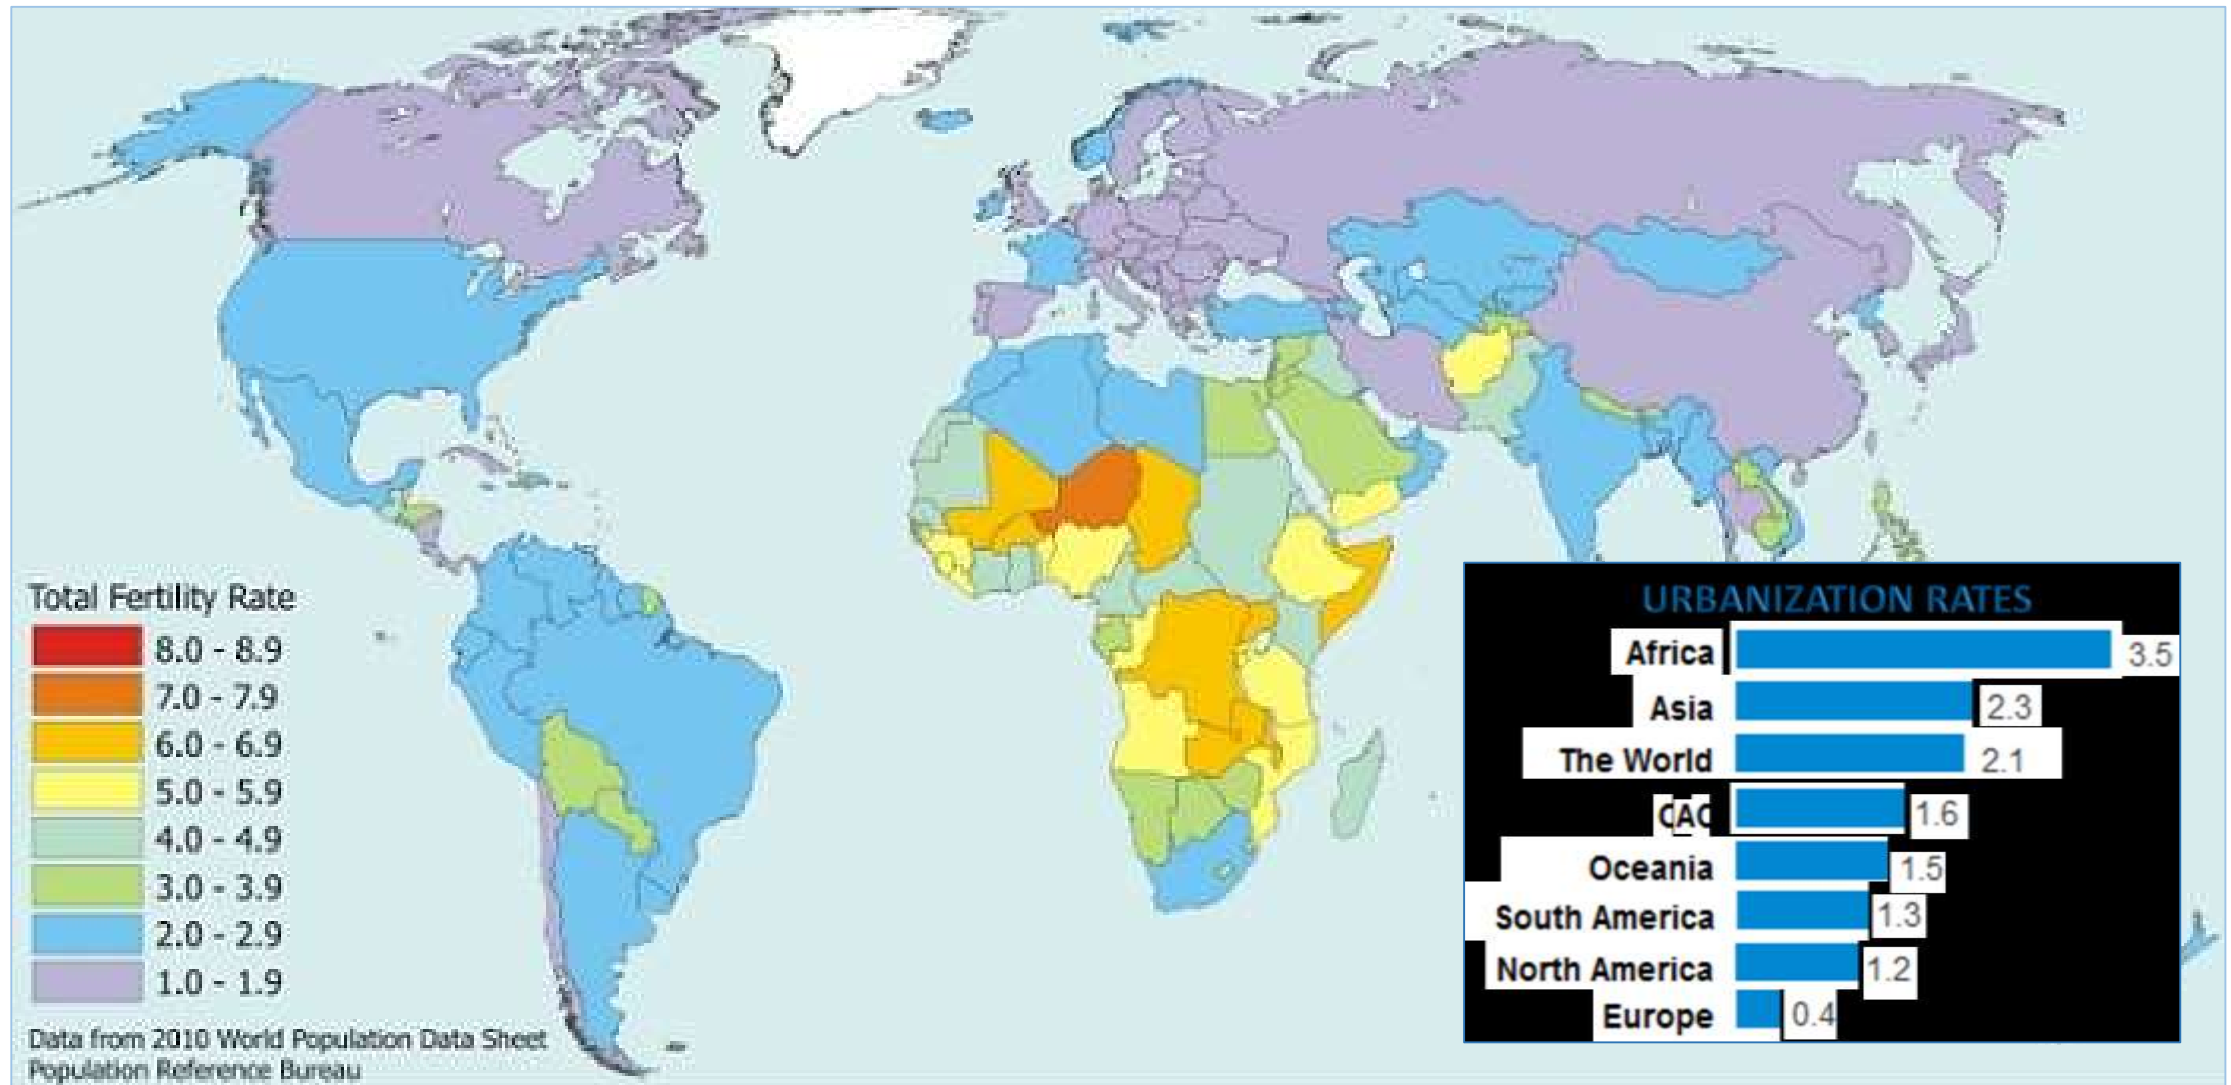 Total Fertility Rate
8.0 - 8.9
7.0 - 7.9
6.0 - 6.9
5.0 - 5.9
4.0 - 4.9
3.0 - 3.9
2.0 - 2.9
1.0 - 1.9
Data from 2010 World Population Data Sheet
Population Reference Bureau
URBANIZATION RATES
Africa 3.5
Asia 2.3
The World 2.1
CAC 1.6
Oceania 1.5
South America 1.3
North America 1.2
Europe 0.4